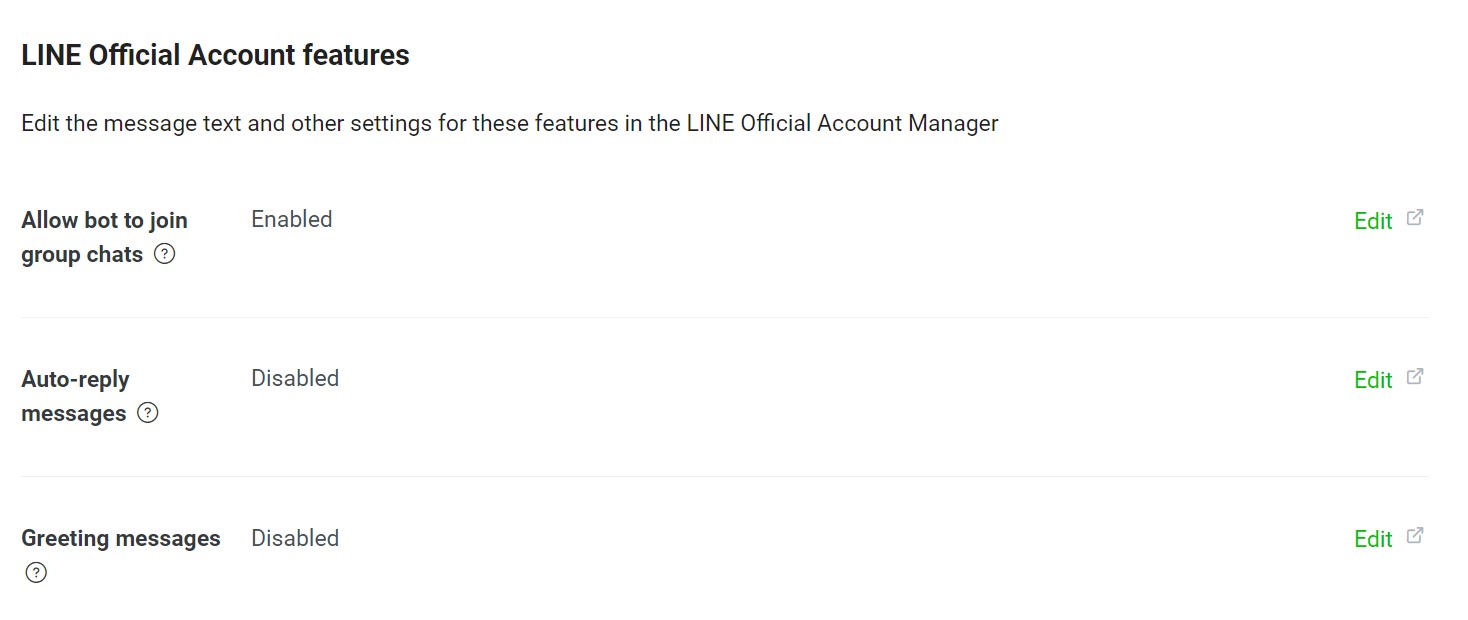 LINE Official Account features
Edit the message text and other settings for these features in the LINE Official Account Manager
Allow bot to join
group chats ?
Enabled
Edit
Auto-reply
messages ?
Disabled
Edit
Greeting messages
?
Disabled
Edit